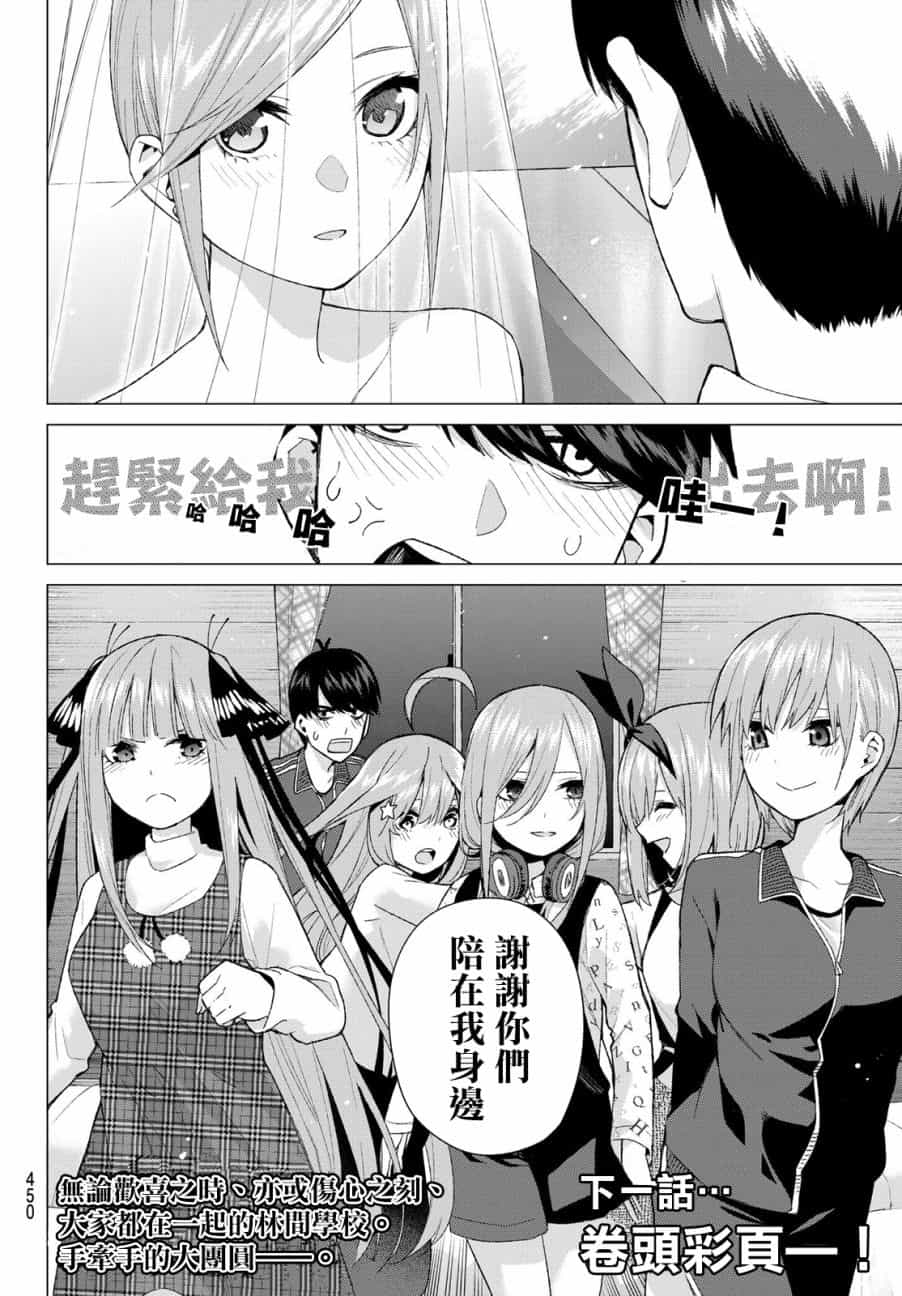 趕緊給我出去啊！
哇—！
哈
哈
哈
謝謝你們
陪在我身邊
下一話…
卷頭彩頁—！
無論歡喜之時、亦或傷心之刻、
大家都在一起的林間學校。
手牽手的大團圓——。
450